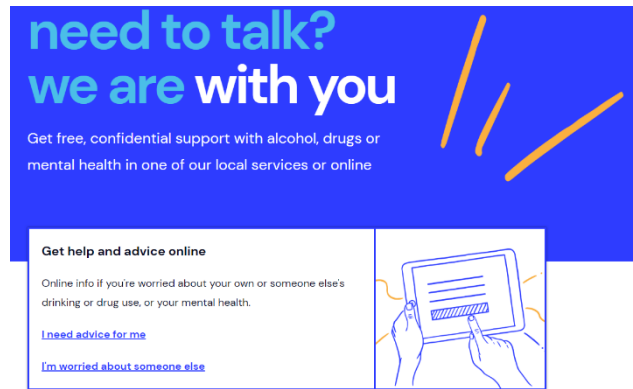 need to talk?
we are with you
Get free, confidential support with alcohol, drugs or
mental health in one of our local services or online
Get help and advice online
Online info if you're worried about your own or someone else's
drinking or drug use, or your mental health.
I need advice for me
I'm worried about someone else